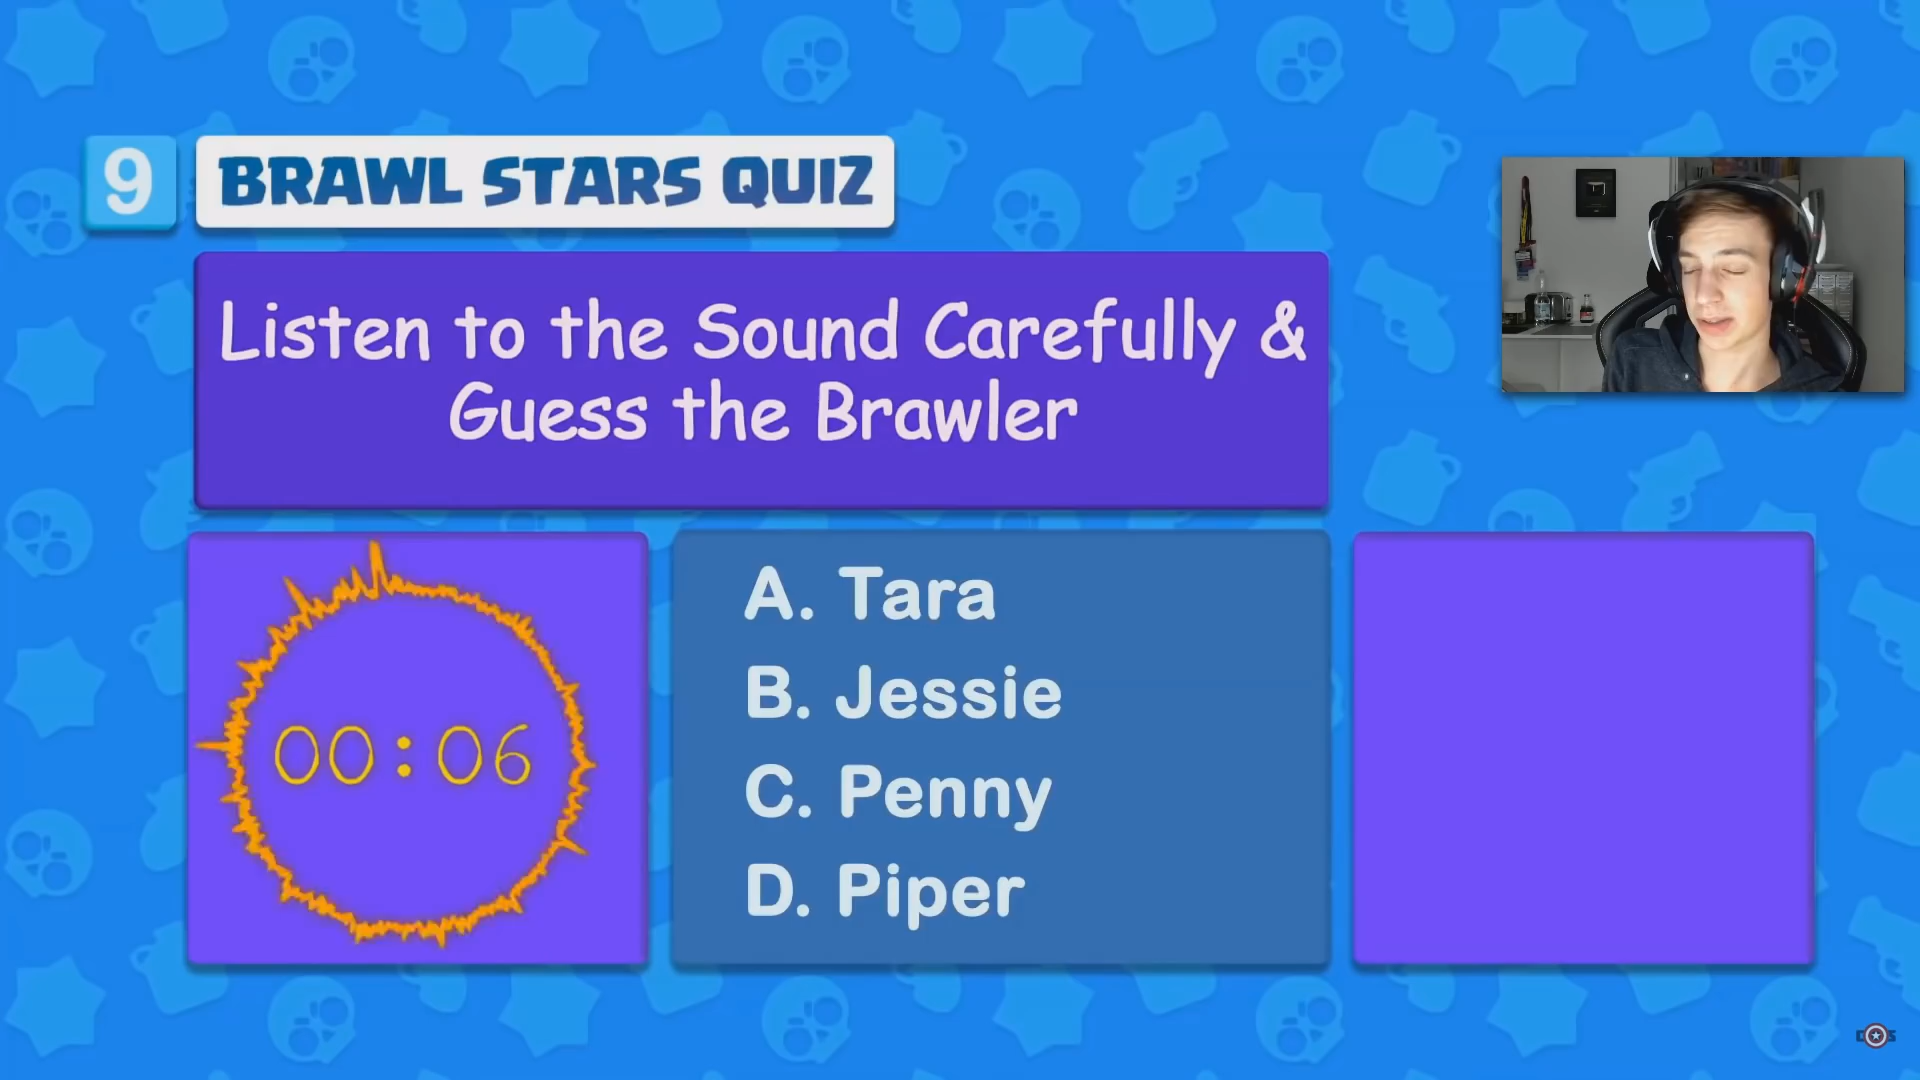 9
BRAWL STARS QUIZ
Listen to the Sound Carefully &
Guess the Brawler
00:06
A. Tara
B. Jessie
C. Penny
D. Piper